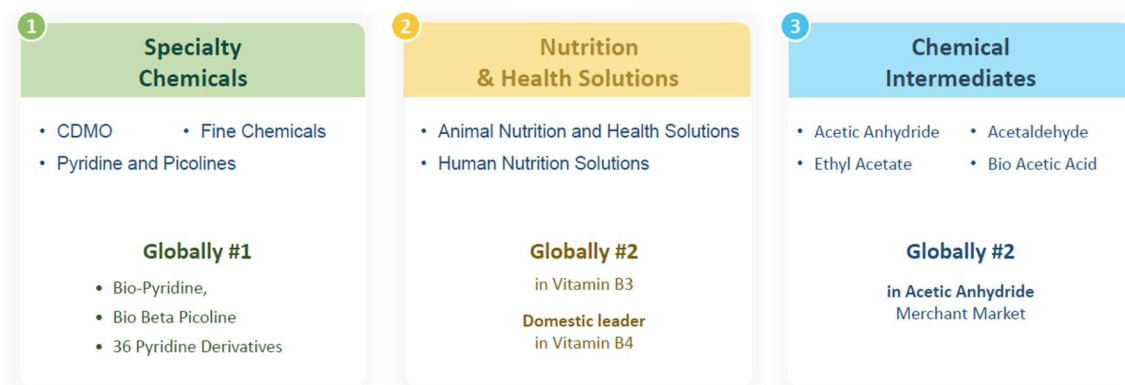 1
Specialty
Chemicals
• CDMO • Fine Chemicals
• Pyridine and Picolines
Globally #1
• Bio-Pyridine,
• Bio Beta Picoline
• 36 Pyridine Derivatives
2
Nutrition
& Health Solutions
• Animal Nutrition and Health Solutions
• Human Nutrition Solutions
Globally #2
in Vitamin B3
Domestic leader
in Vitamin B4
3
Chemical
Intermediates
• Acetic Anhydride • Acetaldehyde
• Ethyl Acetate • Bio Acetic Acid
Globally #2
in Acetic Anhydride
Merchant Market